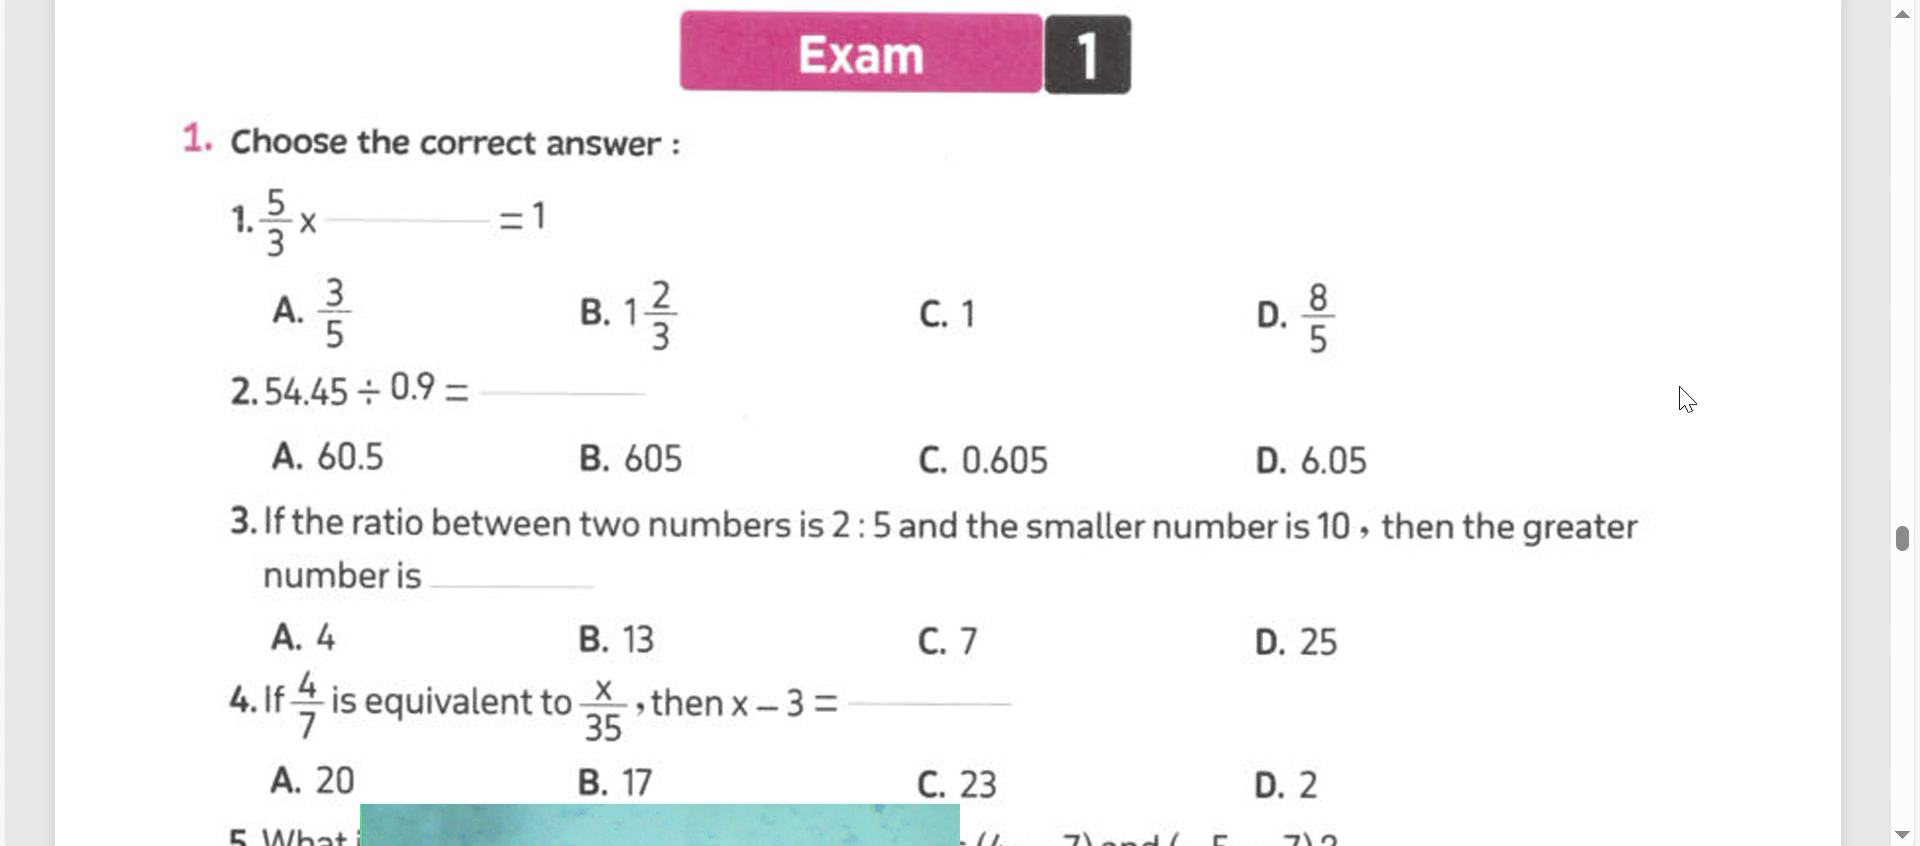 Exam 1
1. Choose the correct answer :
1. 5/3 x ________ = 1
A. 3/5 B. 1 2/3 C. 1 D. 8/5
2. 54.45 ÷ 0.9 = ________
A. 60.5 B. 605 C. 0.605 D. 6.05
3. If the ratio between two numbers is 2 : 5 and the smaller number is 10 , then the greater
number is ________
A. 4 B. 13 C. 7 D. 25
4. If 4/7 is equivalent to x/35 , then x – 3 = ________
A. 20 B. 17 C. 23 D. 2
5. What